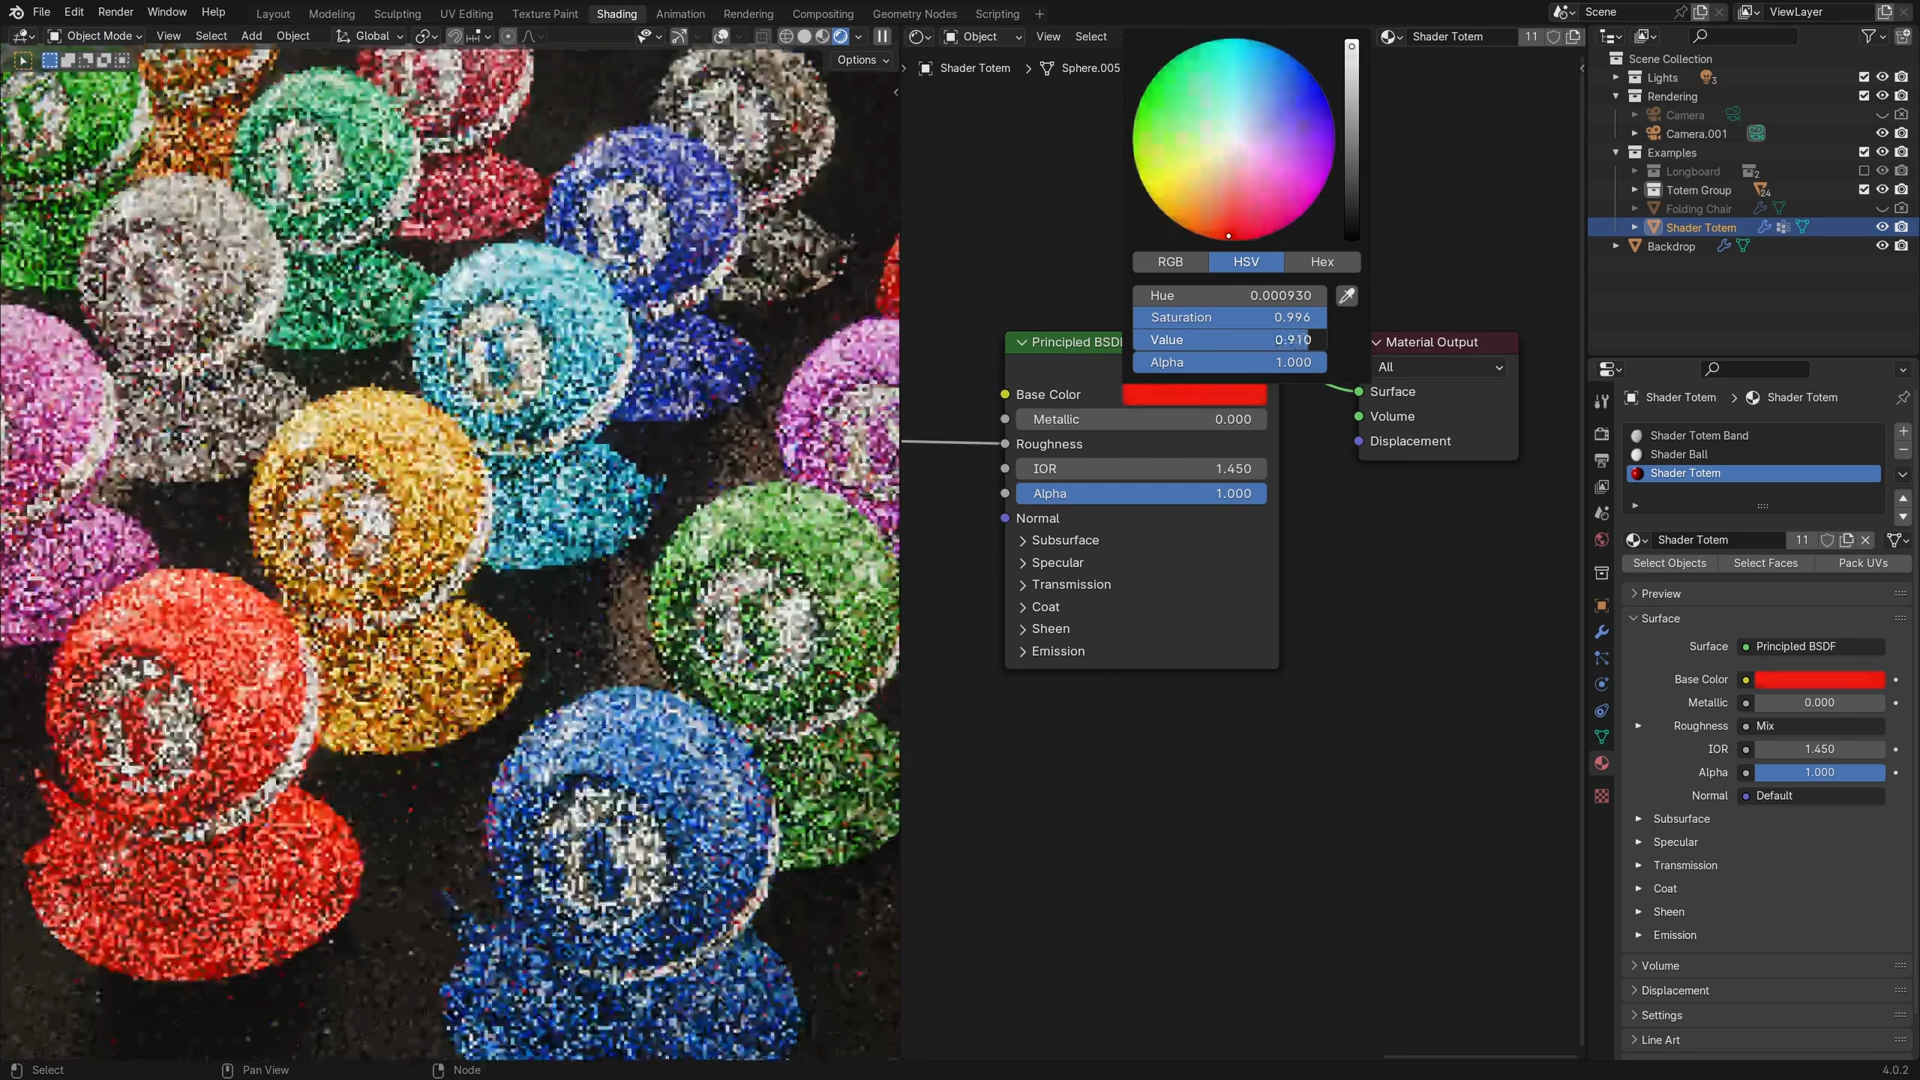 File Edit Render Window Help Layout Modeling Sculpting UV Editing Texture Paint Shading Animation Rendering Compositing Geometry Nodes Scripting + Scene ViewLayer
Object Mode View Select Add Object Global Object View Select Shader Totem 11
Options
Shader Totem > Sphere.005
Scene Collection
Lights 3
Rendering
Camera
Camera.001
Examples
Longboard 2
Totem Group 24
Folding Chair
Shader Totem
Backdrop
RGB HSV Hex
Hue 0.000930
Saturation 0.996
Value 0.910
Alpha 1.000
Principled BSDF
Base Color
Metallic 0.000
Roughness
IOR 1.450
Alpha 1.000
Normal
Subsurface
Specular
Transmission
Coat
Sheen
Emission
Material Output
All
Surface
Volume
Displacement
Shader Totem > Shader Totem
Shader Totem Band
Shader Ball
Shader Totem
Shader Totem 11
Select Objects Select Faces Pack UVs
Preview
Surface
Surface Principled BSDF
Base Color
Metallic 0.000
Roughness Mix
IOR 1.450
Alpha 1.000
Normal Default
Subsurface
Specular
Transmission
Coat
Sheen
Emission
Volume
Displacement
Settings
Line Art
Select Pan View Node 4.0.2